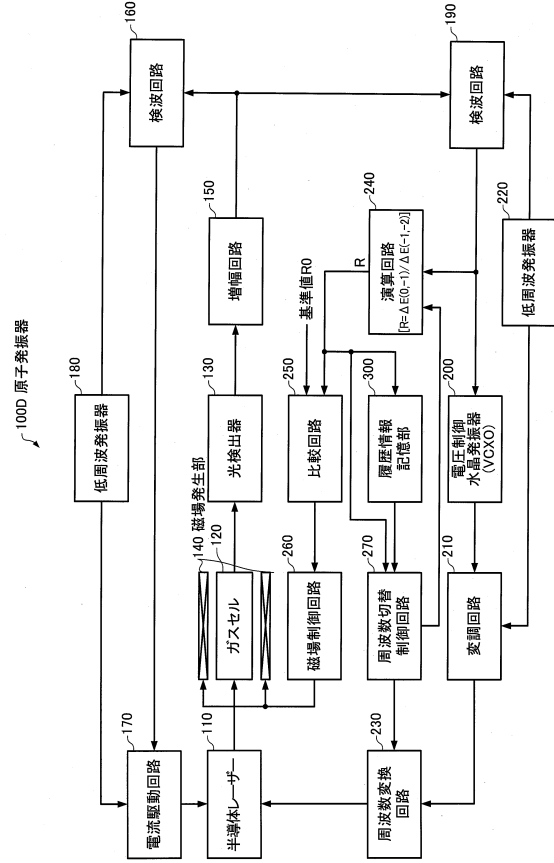 100D 原子発振器
180
低周波発振器
170
電流駆動回路
160
検波回路
140 磁場発生部
110
半導体レーザー
120
ガスセル
130
光検出器
150
増幅回路
260
磁場制御回路
250
比較回路
基準値R0
R
240
演算回路
[R=ΔE(0,-1)/ΔE(-1,-2)]
190
検波回路
230
周波数変換
回路
270
周波数切替
制御回路
300
履歴情報
記憶部
210
変調回路
200
電圧制御
水晶発振器
(VCXO)
220
低周波発振器